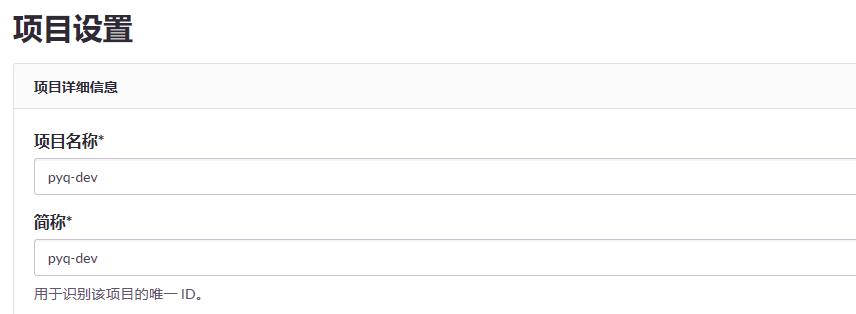 项目设置
项目详细信息
项目名称*
pyq-dev
简称*
pyq-dev
用于识别该项目的唯一 ID。